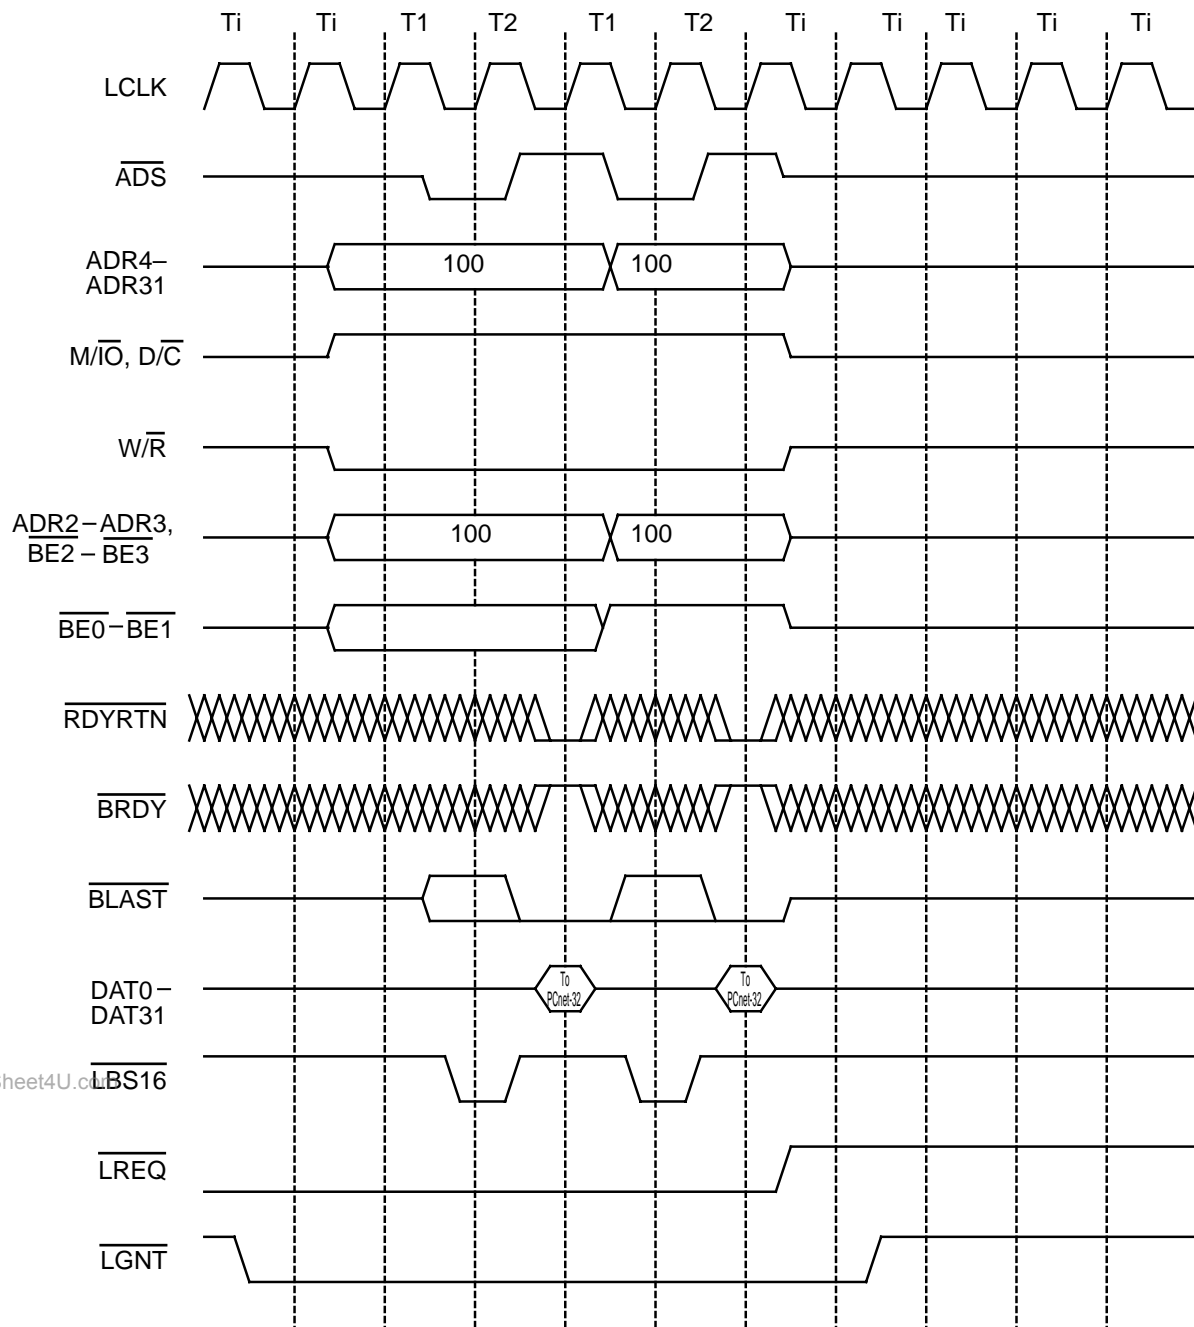 Ti Ti T1 T2 T1 T2 Ti Ti Ti Ti Ti
LCLK
ADS
ADR4–
ADR31
100 100
M/IO, D/C
W/R
ADR2–ADR3,
BE2–BE3
100 100
BE0–BE1
RDYRTN
BRDY
BLAST
DAT0–
DAT31
To
PCnet-32
To
PCnet-32
heet4U.com
LBS16
LREQ
LGNT